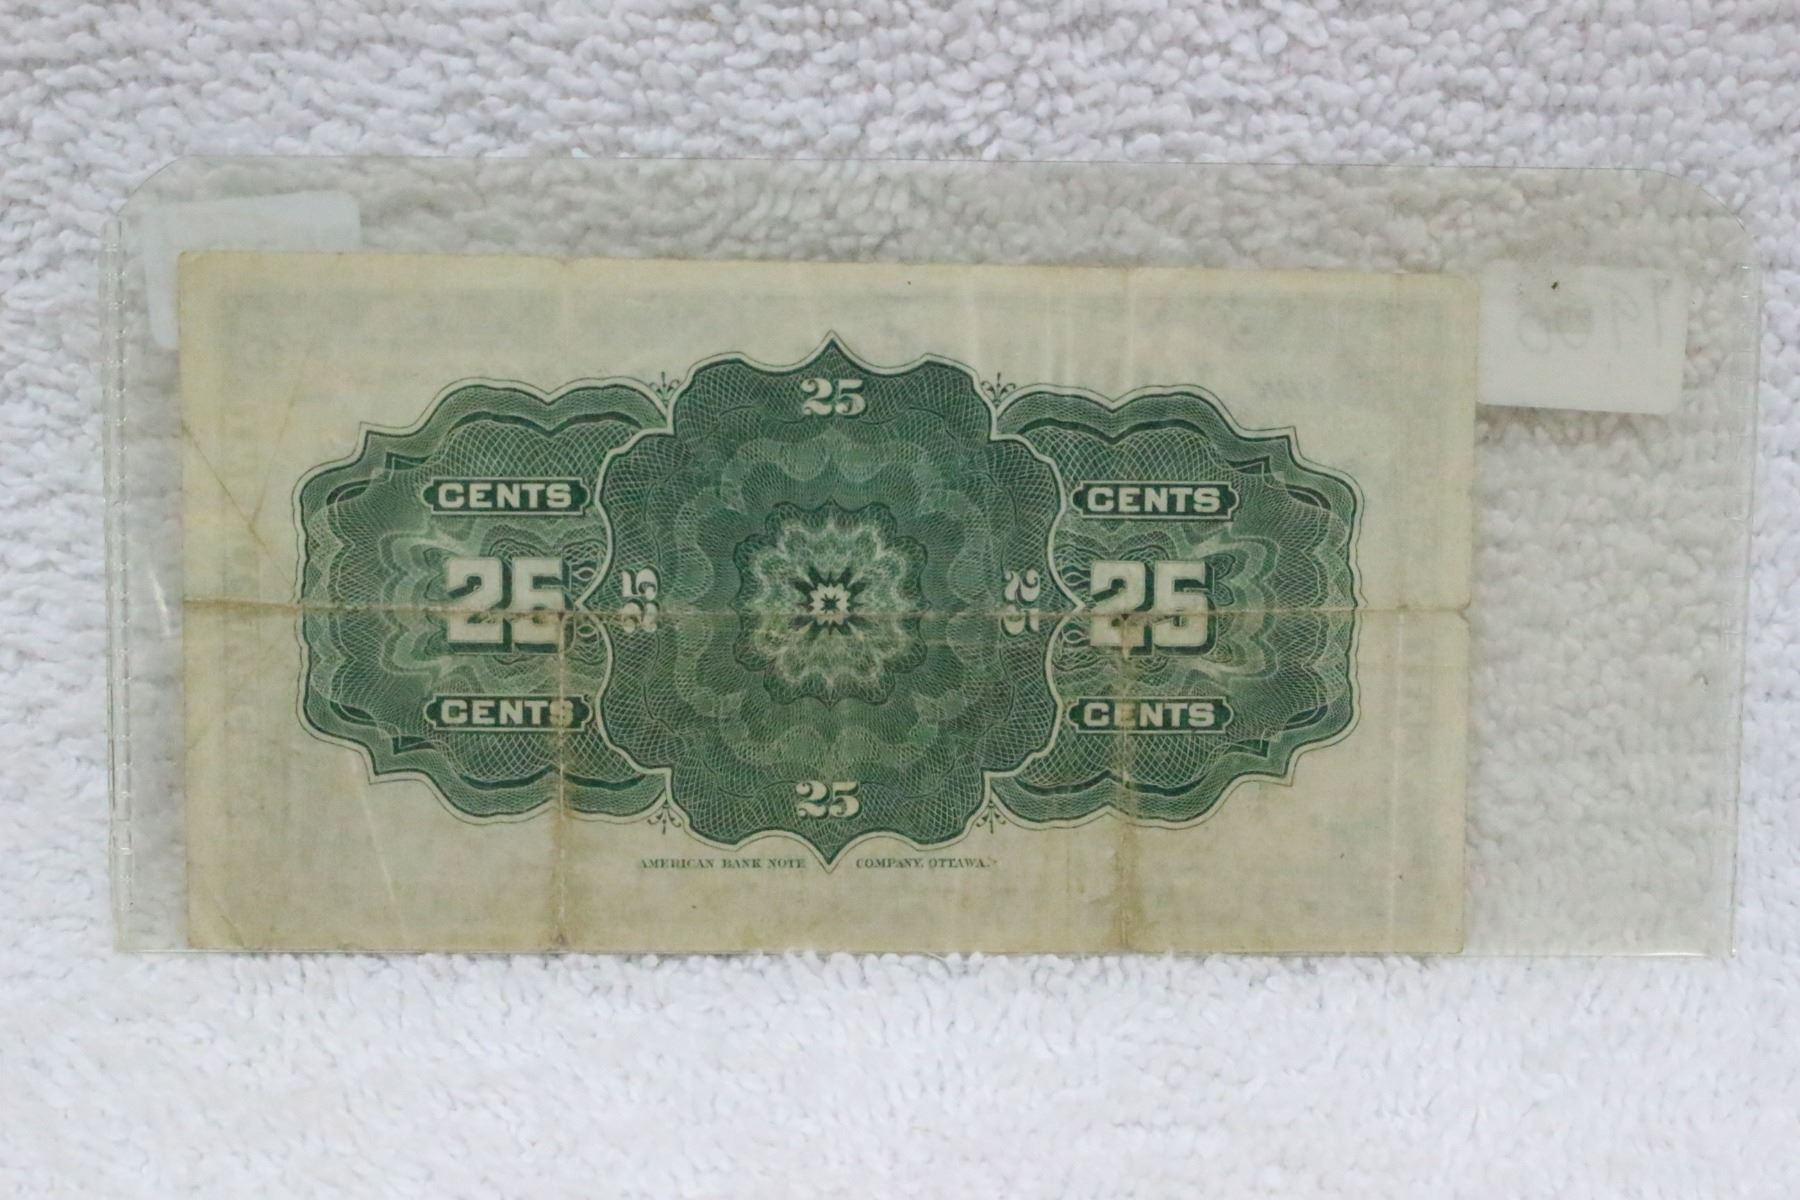 25
CENTS CENTS
25 25 25 25
CENTS CENTS
25
AMERICAN BANK NOTE COMPANY, OTTAWA.